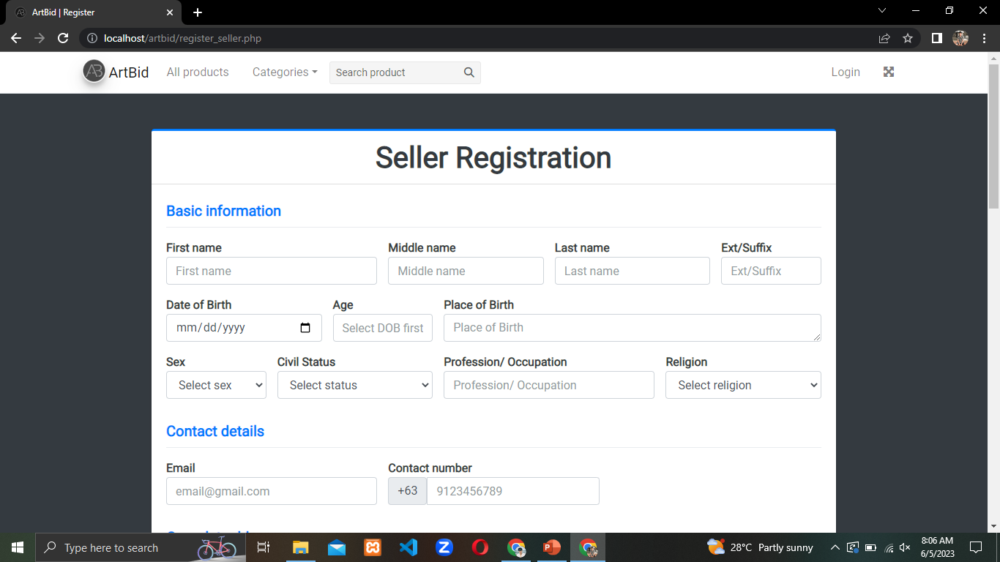 ArtBid | Register
localhost/artbid/register_seller.php
AB ArtBid All products Categories Search product Login
Seller Registration
Basic information
First name Middle name Last name Ext/Suffix
First name Middle name Last name Ext/Suffix
Date of Birth Age Place of Birth
mm/dd/yyyy Select DOB first Place of Birth
Sex Civil Status Profession/ Occupation Religion
Select sex Select status Profession/ Occupation Select religion
Contact details
Email Contact number
email@gmail.com +63 9123456789
Type here to search 28°C Partly sunny 8:06 AM
6/5/2023